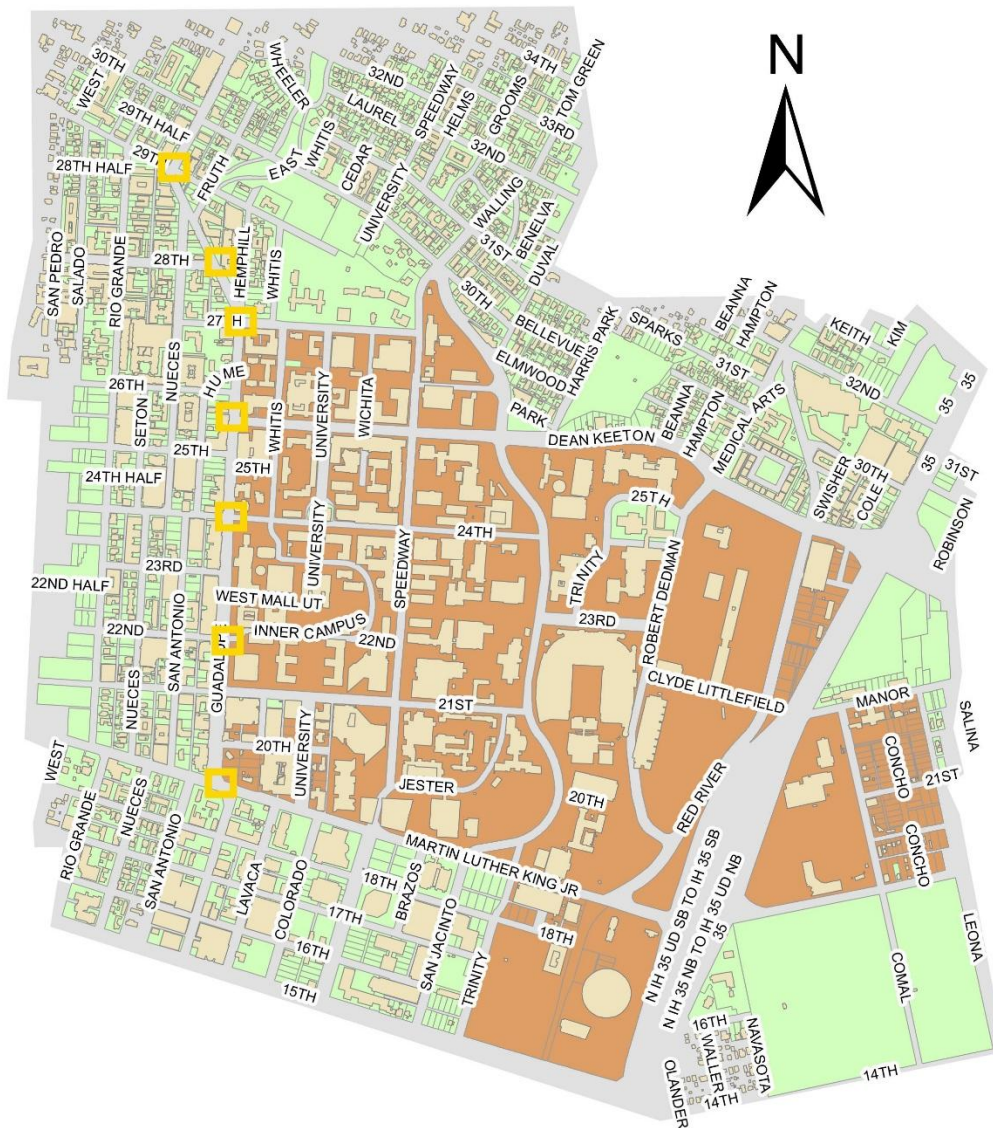 N
30TH
WEST
29TH HALF
28TH HALF
FRUTH
WHEELER
EAST
WHITIS
32ND
LAUREL
CEDAR
UNIVERSITY
SPEEDWAY
HELMS
GROOMS
34TH
33RD
TOM GREEN
32ND
WALLING
31ST
BENELVA
DUVAL
30TH
BELLEVUE
ELMWOOD
HARRIS PARK
PARK
SPARKS
BEANNA
HAMPTON
31ST
BEANNA
HAMPTON
MEDICAL ARTS
KEITH
KIM
32ND
35
35
35
31ST
30TH
COLE
SWISHER
ROBINSON
SAN PEDRO
SALADO
RIO GRANDE
28TH
HEMPHILL
WHITIS
NUECES
HUME
26TH
SETON
25TH
25TH
24TH HALF
WHITIS
UNIVERSITY
WICHITA
DEAN KEETON
25TH
24TH
UNIVERSITY
SPEEDWAY
TRINITY
ROBERT DEDMAN
23RD
22ND HALF
WEST MALL UT
INNER CAMPUS
22ND
22ND
SAN ANTONIO
NUECES
23RD
CLYDE LITTLEFIELD
21ST
20TH
UNIVERSITY
JESTER
20TH
RED RIVER
MANOR
SALINA
CONCHO
21ST
CONCHO
WEST
RIO GRANDE
NUECES
SAN ANTONIO
LAVACA
COLORADO
MARTIN LUTHER KING JR
18TH
BRAZOS
17TH
16TH
15TH
SAN JACINTO
TRINITY
18TH
N IH 35 UD SB TO IH 35 SB
N IH 35 NB TO IH 35 UD NB
35
LEONA
COMAL
16TH
WALLER
NAVASOTA
OLANDER
14TH
14TH